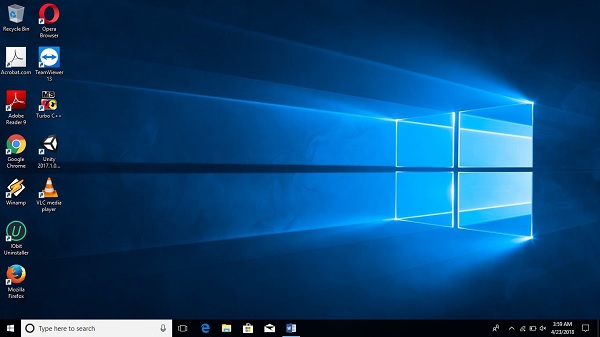 Recycle Bin
Opera
Browser
Acrobat.com
TeamViewer
13
Adobe
Reader 9
Turbo C++
Google
Chrome
Unity
2017.1.0...
Winamp
VLC media
player
IObit
Uninstaller
Mozilla
Firefox
Type here to search
3:59 AM
4/23/2018